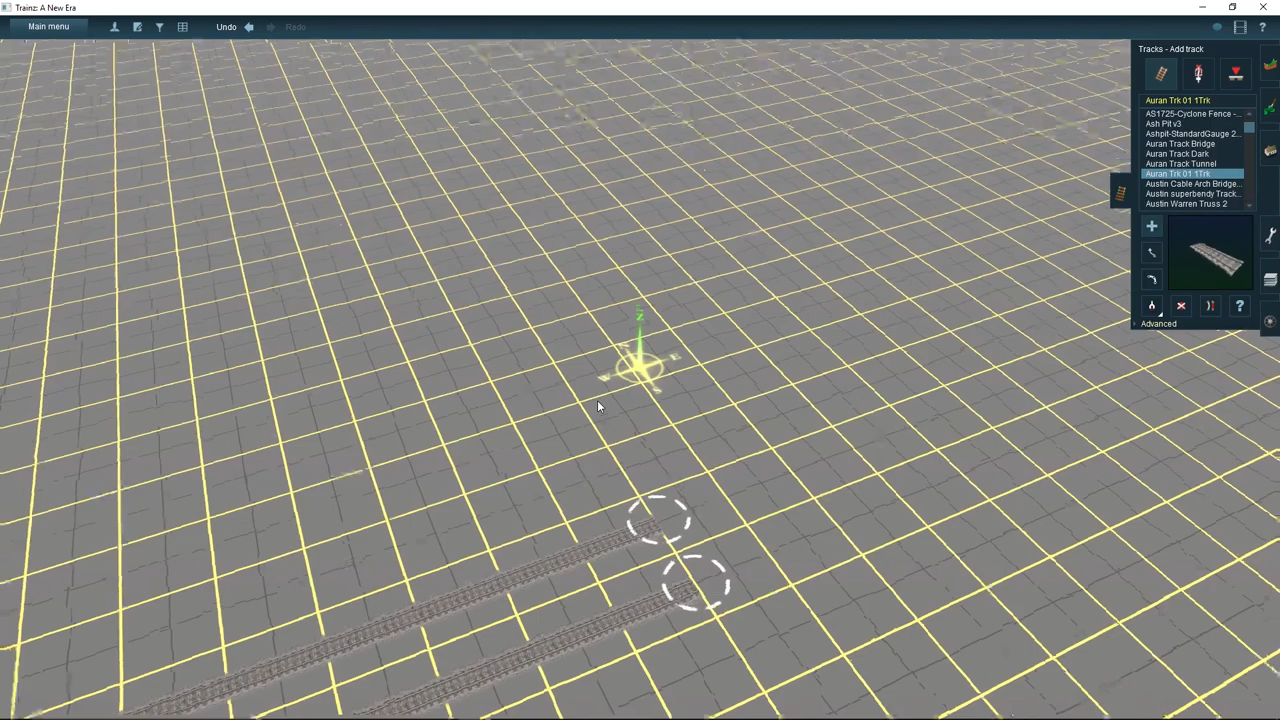 Trainz: A New Era
Main menu
Undo
Redo
Tracks - Add track
Auran Trk 01 1Trk
AS1725-Cyclone Fence -...
Ash Pit v3
Ashpit-StandardGauge 2...
Auran Track Bridge
Auran Track Dark
Auran Track Tunnel
Auran Trk 01 1Trk
Austin Cable Arch Bridge...
Austin superbendy Track...
Austin Warren Truss 2
Advanced